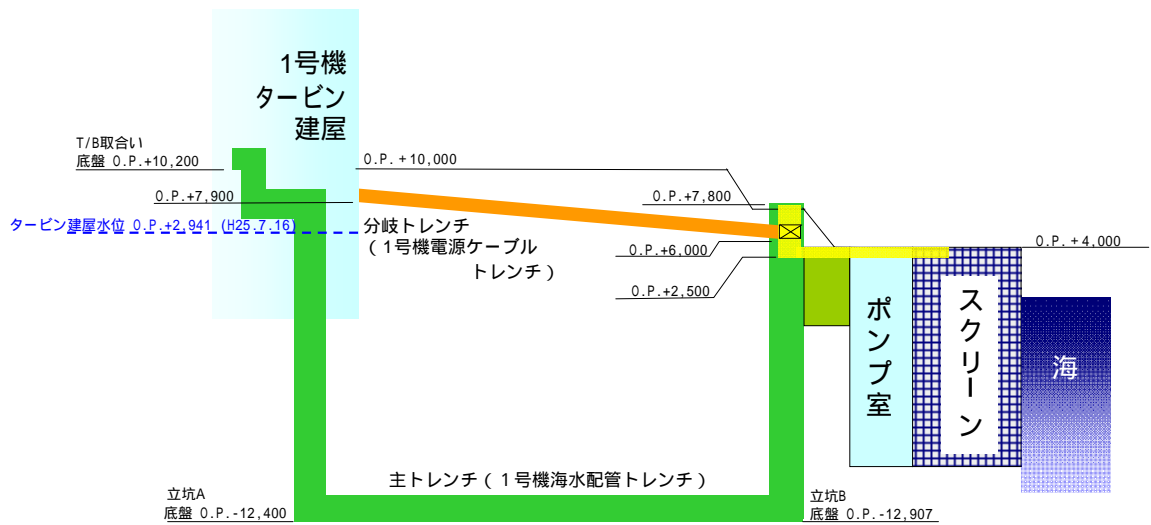 1号機
タービン
建屋
T/B取合い
底盤 O.P.+10,200
O.P.+10,000
O.P.+7,900
O.P.+7,800
タービン建屋水位 O.P.+2,941 (H25.7.16)
分岐トレンチ
(1号機電源ケーブル
トレンチ)
O.P.+6,000
O.P.+4,000
O.P.+2,500
ポンプ室
スクリーン
海
主トレンチ(1号機海水配管トレンチ)
立坑A
底盤 O.P.-12,400
立坑B
底盤 O.P.-12,907